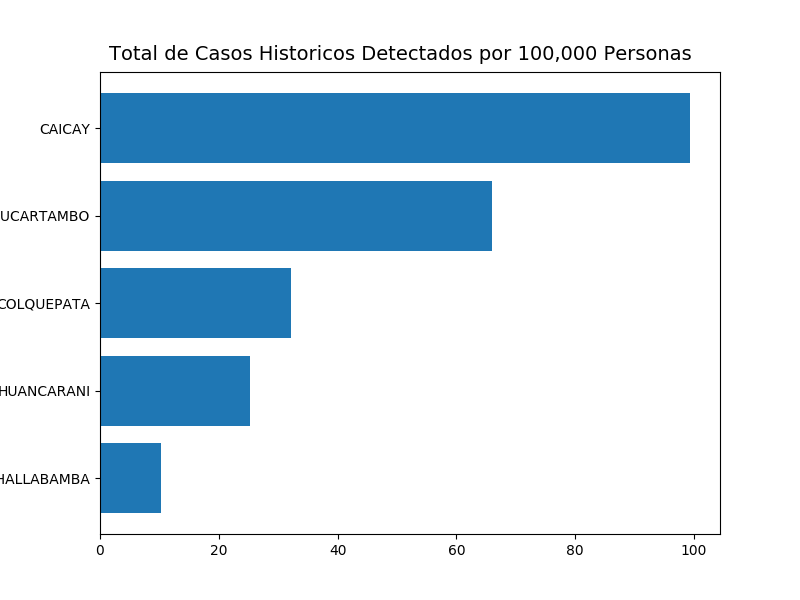 Total de Casos Historicos Detectados por 100,000 Personas
CAICAY
UCARTAMBO
COLQUEPATA
HUANCARANI
HALLABAMBA
0 20 40 60 80 100